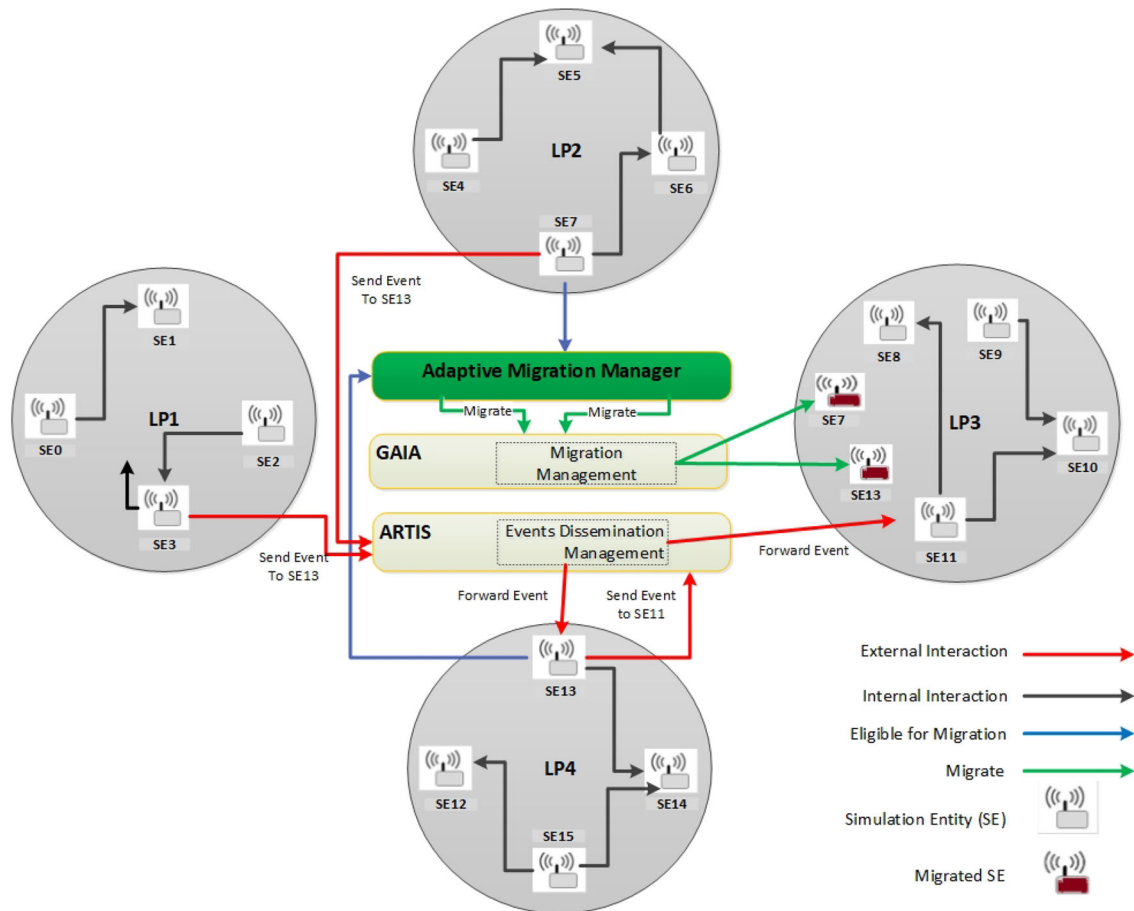 SE5
LP2
SE4
SE6
SE7
Send Event
To SE13
SE1
LP1
SE0
SE2
SE3
Send Event
To SE13
Adaptive Migration Manager
Migrate
Migrate
GAIA
Migration
Management
ARTIS
Events Dissemination
Management
Forward Event
Forward Event
Send Event
to SE11
SE8
SE9
SE7
LP3
SE10
SE13
SE11
SE13
LP4
SE12
SE14
SE15
External Interaction
Internal Interaction
Eligible for Migration
Migrate
Simulation Entity (SE)
Migrated SE